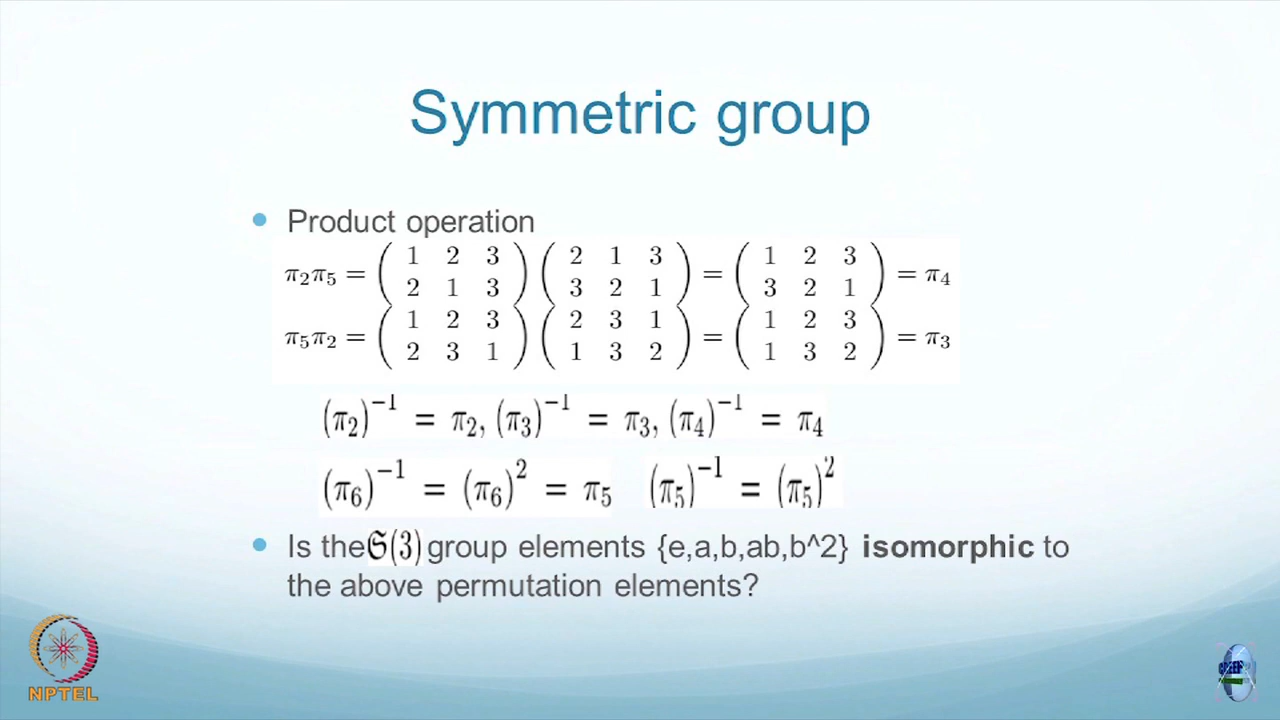 Symmetric group
• Product operation
π₂π₅ = ( 1 2 3 / 2 1 3 ) ( 2 1 3 / 3 2 1 ) = ( 1 2 3 / 3 2 1 ) = π₄
π₅π₂ = ( 1 2 3 / 2 3 1 ) ( 2 3 1 / 1 3 2 ) = ( 1 2 3 / 1 3 2 ) = π₃
(π₂)⁻¹ = π₂, (π₃)⁻¹ = π₃, (π₄)⁻¹ = π₄
(π₆)⁻¹ = (π₆)² = π₅ (π₅)⁻¹ = (π₅)²
• Is the 𝔖(3) group elements {e,a,b,ab,b^2} isomorphic to
the above permutation elements?
NPTEL